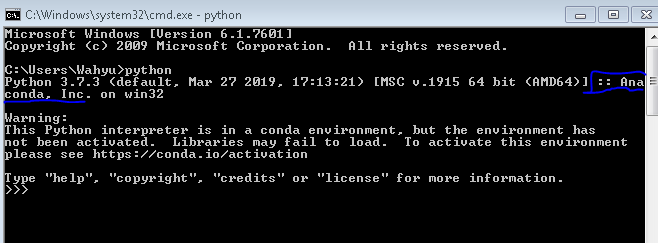 C:\Windows\system32\cmd.exe - python
Microsoft Windows [Version 6.1.7601]
Copyright (c) 2009 Microsoft Corporation.  All rights reserved.
C:\Users\Wahyu>python
Python 3.7.3 (default, Mar 27 2019, 17:13:21) [MSC v.1915 64 bit (AMD64)] :: Ana
conda, Inc. on win32
Warning:
This Python interpreter is in a conda environment, but the environment has
not been activated.  Libraries may fail to load.  To activate this environment
please see https://conda.io/activation
Type "help", "copyright", "credits" or "license" for more information.
>>>